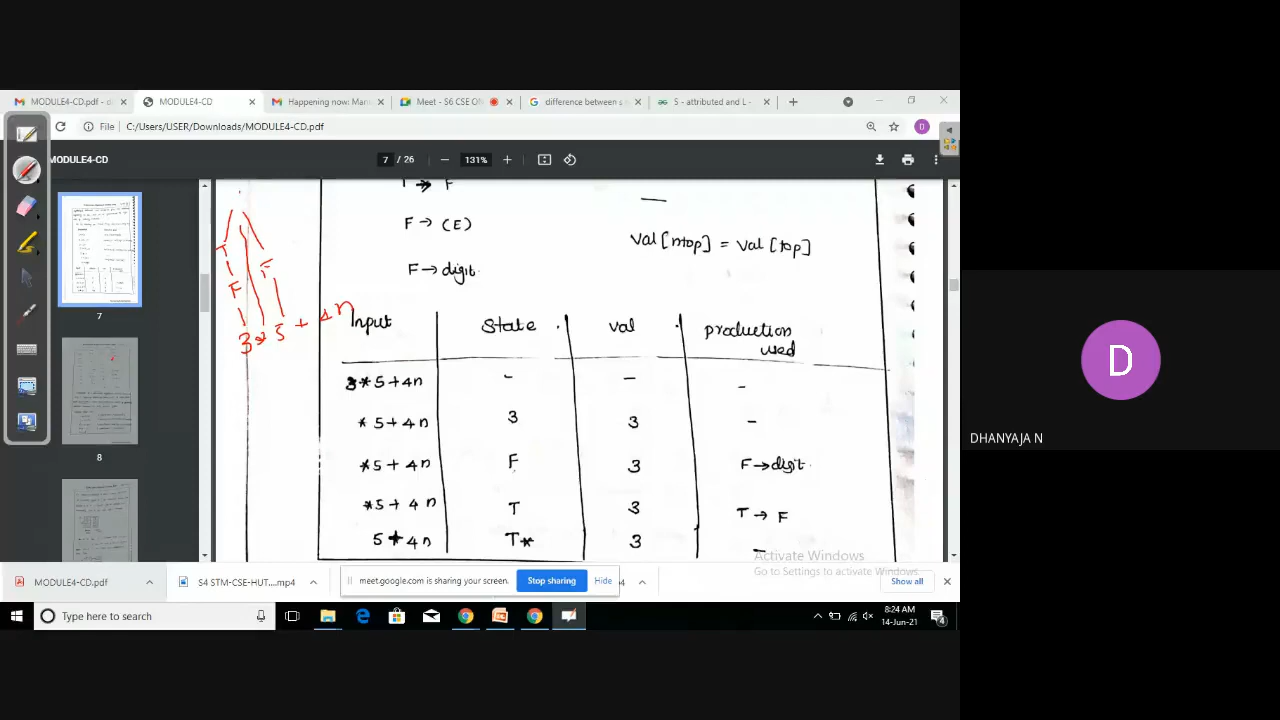 MODULE4-CD.pdf - d
MODULE4-CD
Happening now: Man
Meet - S6 CSE ON
difference between s
S - attributed and L -
File
C:/Users/USER/Downloads/MODULE4-CD.pdf
MODULE4-CD
7 / 26
131%
F
F → (E)
val[ntop] = val[top]
F → digit
T
F
F
3 * 5 + 4n
Input State val production used
3*5+4n - - -
*5+4n 3 3 -
*5+4n F 3 F→digit
*5+4n T 3 T → F
5+4n T* 3 -
7
8
Activate Windows
Go to Settings to activate Windows.
MODULE4-CD.pdf
S4 STM-CSE-HUT....mp4
meet.google.com is sharing your screen.
Stop sharing
Hide
Show all
Type here to search
8:24 AM
14-Jun-21
4
D
DHANYAJA N